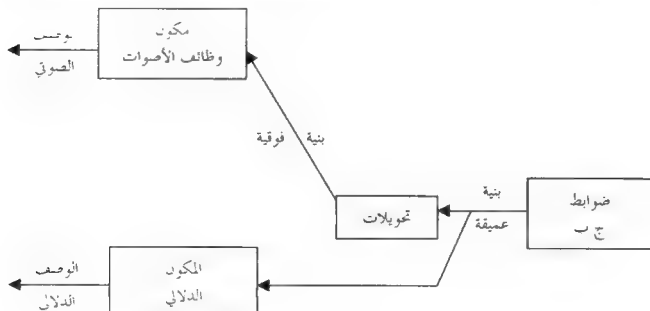 مكون
وظائف الأصوات
الوصف
الصوتي
بنية
فوقية
ضوابط
ج ب
بنية
عميقة
تحويلات
المكون
الدلالي
الوصف
الدلالي